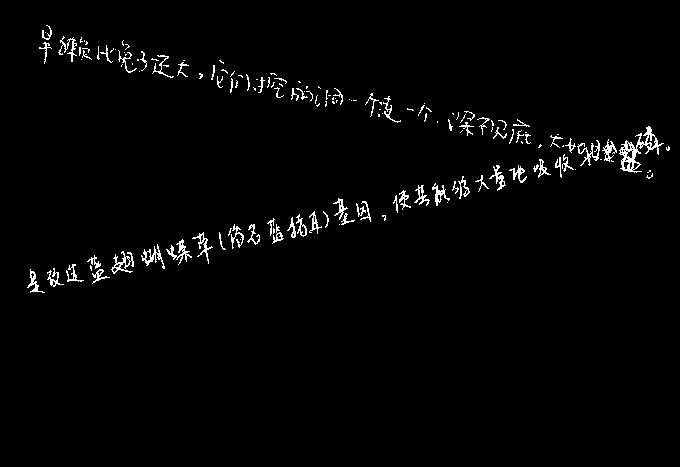 旱獭比兔子还大，它们挖的洞一个连一个，深不见底，大如
是改造蓝翅蝴蝶草(俗名蓝猪耳)基因，使其能够大量地吸收